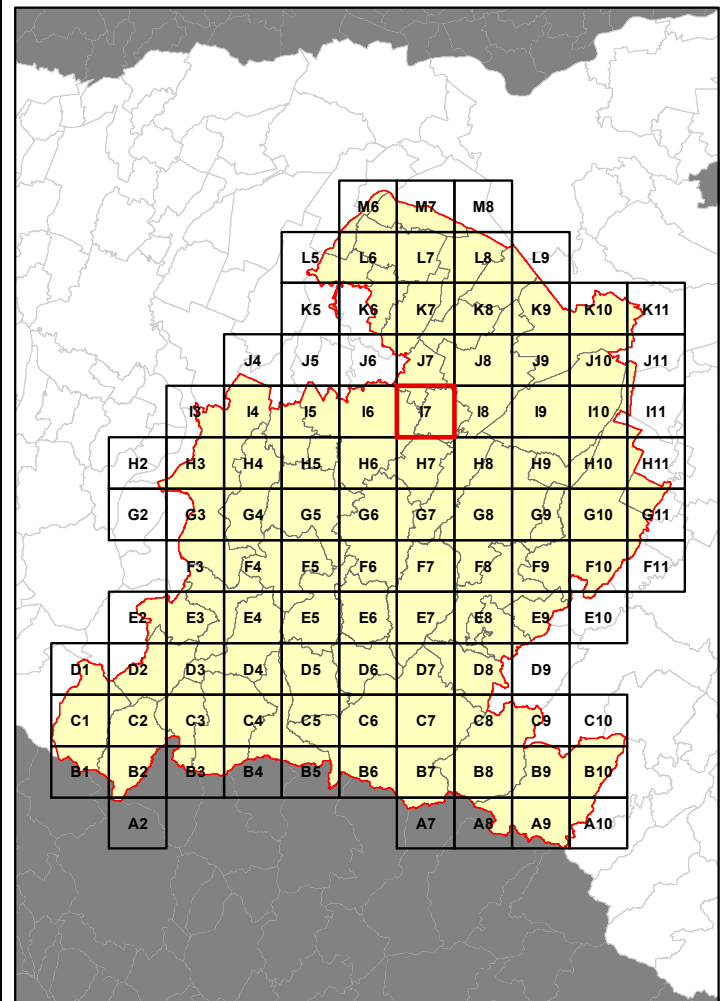 M6 M7 M8
L5 L6 L7 L8 L9
K5 K6 K7 K8 K9 K10 K11
J4 J5 J6 J7 J8 J9 J10 J11
I3 I4 I5 I6 I7 I8 I9 I10 I11
H2 H3 H4 H5 H6 H7 H8 H9 H10 H11
G2 G3 G4 G5 G6 G7 G8 G9 G10 G11
F3 F4 F5 F6 F7 F8 F9 F10 F11
E2 E3 E4 E5 E6 E7 E8 E9 E10
D1 D2 D3 D4 D5 D6 D7 D8 D9
C1 C2 C3 C4 C5 C6 C7 C8 C9 C10
B1 B2 B3 B4 B5 B6 B7 B8 B9 B10
A2 A7 A8 A9 A10